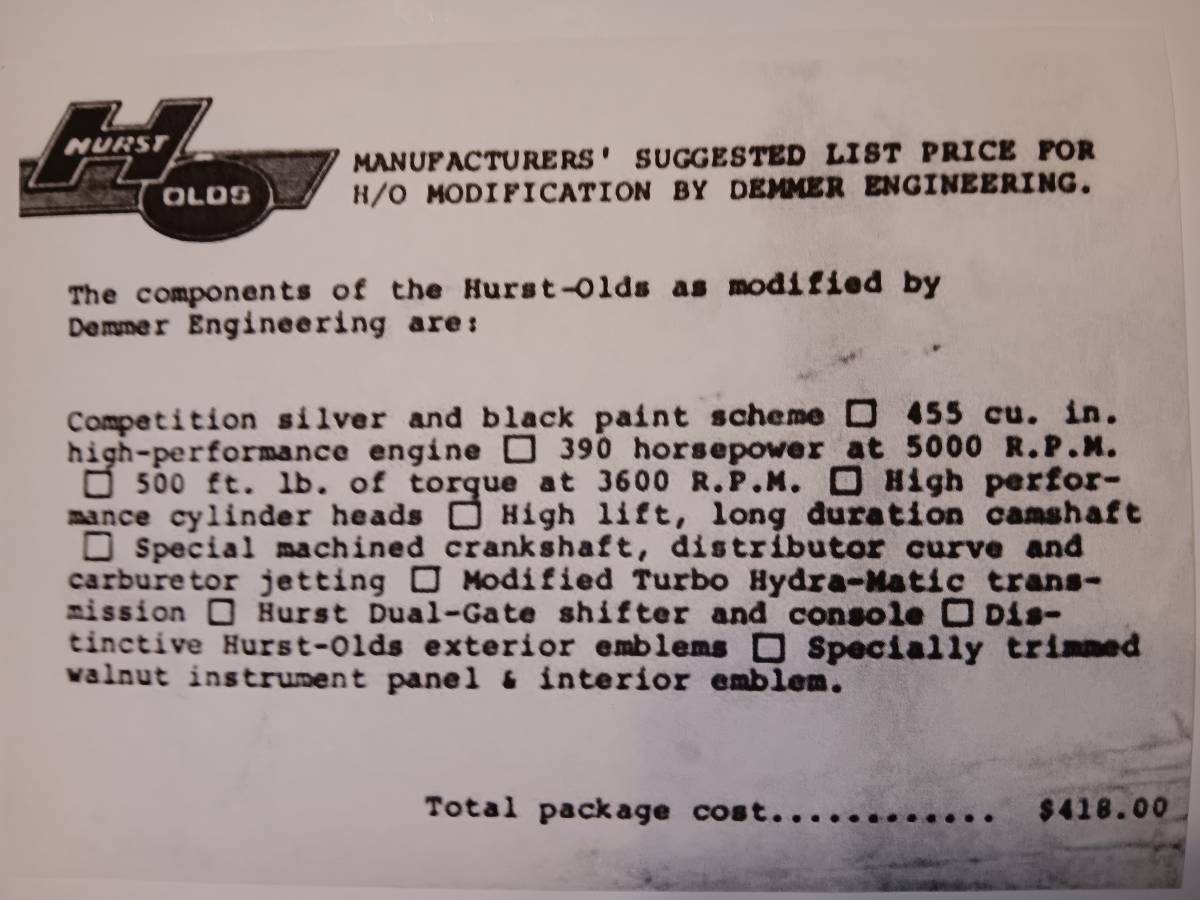 HURST
OLDS
MANUFACTURERS' SUGGESTED LIST PRICE FOR
H/O MODIFICATION BY DEMMER ENGINEERING.
The components of the Hurst-Olds as modified by
Demmer Engineering are:
Competition silver and black paint scheme □ 455 cu. in.
high-performance engine □ 390 horsepower at 5000 R.P.M.
□ 500 ft. lb. of torque at 3600 R.P.M. □ High perfor-
mance cylinder heads □ High lift, long duration camshaft
□ Special machined crankshaft, distributor curve and
carburetor jetting □ Modified Turbo Hydra-Matic trans-
mission □ Hurst Dual-Gate shifter and console □ Dis-
tinctive Hurst-Olds exterior emblems □ Specially trimmed
walnut instrument panel & interior emblem.
Total package cost............ $418.00